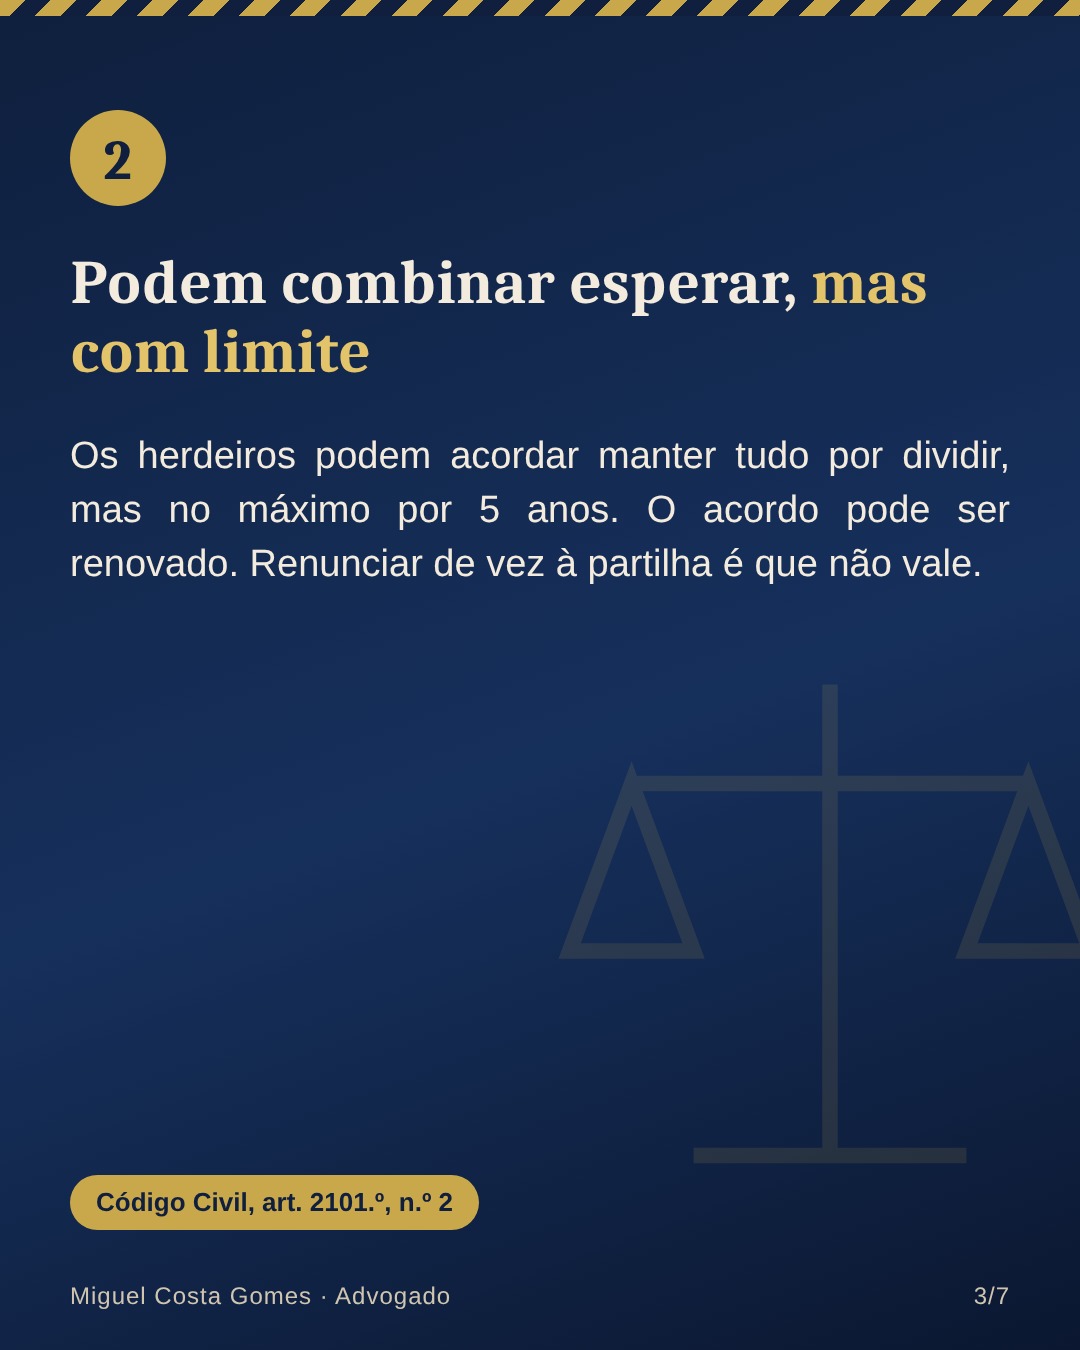 2
Podem combinar esperar, mas
com limite
Os herdeiros podem acordar manter tudo por dividir,
mas no máximo por 5 anos. O acordo pode ser
renovado. Renunciar de vez à partilha é que não vale.
Código Civil, art. 2101.º, n.º 2
Miguel Costa Gomes · Advogado
3/7